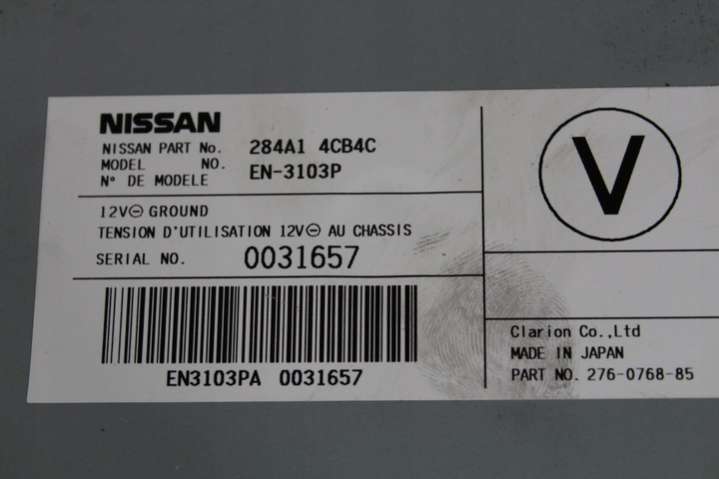 NISSAN
NISSAN PART No. 284A1 4CB4C
MODEL NO. EN-3103P
N° DE MODELE
12V⊖ GROUND
TENSION D'UTILISATION 12V⊖ AU CHASSIS
SERIAL NO. 0031657
EN3103PA 0031657
V
Clarion Co.,Ltd
MADE IN JAPAN
PART NO. 276-0768-85